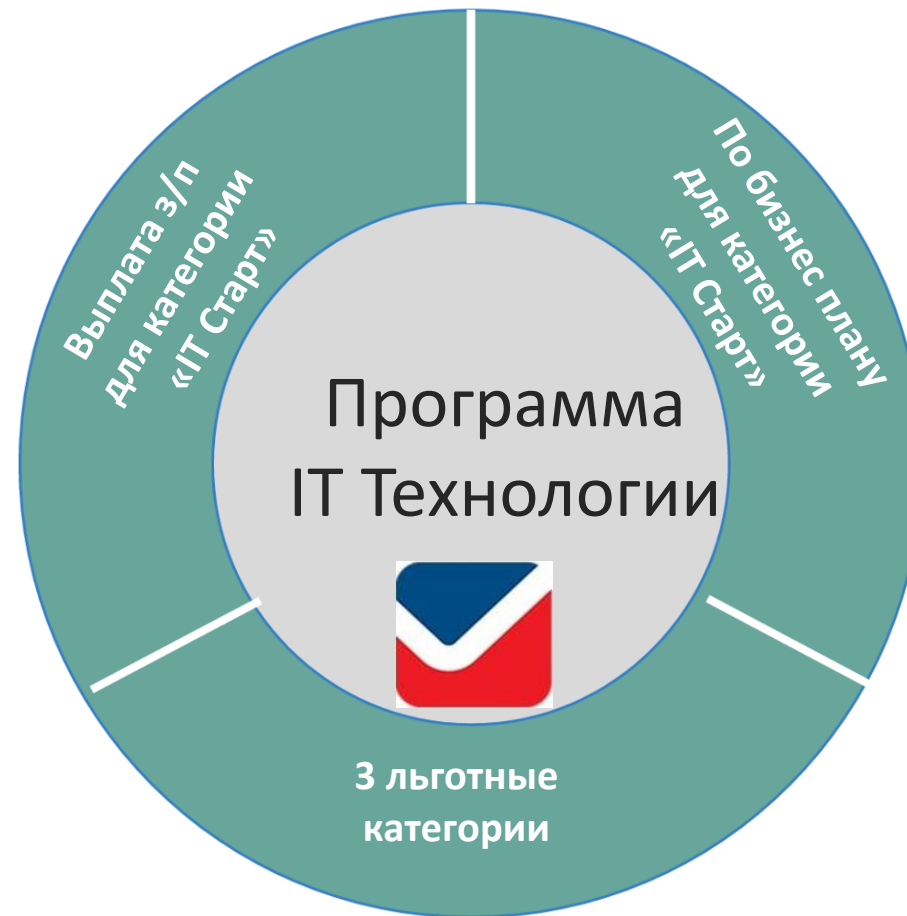 Выплата з/п
для категории
«IT Старт»
По бизнес плану
для категории
«IT Старт»
Программа
IT Технологии
3 льготные
категории